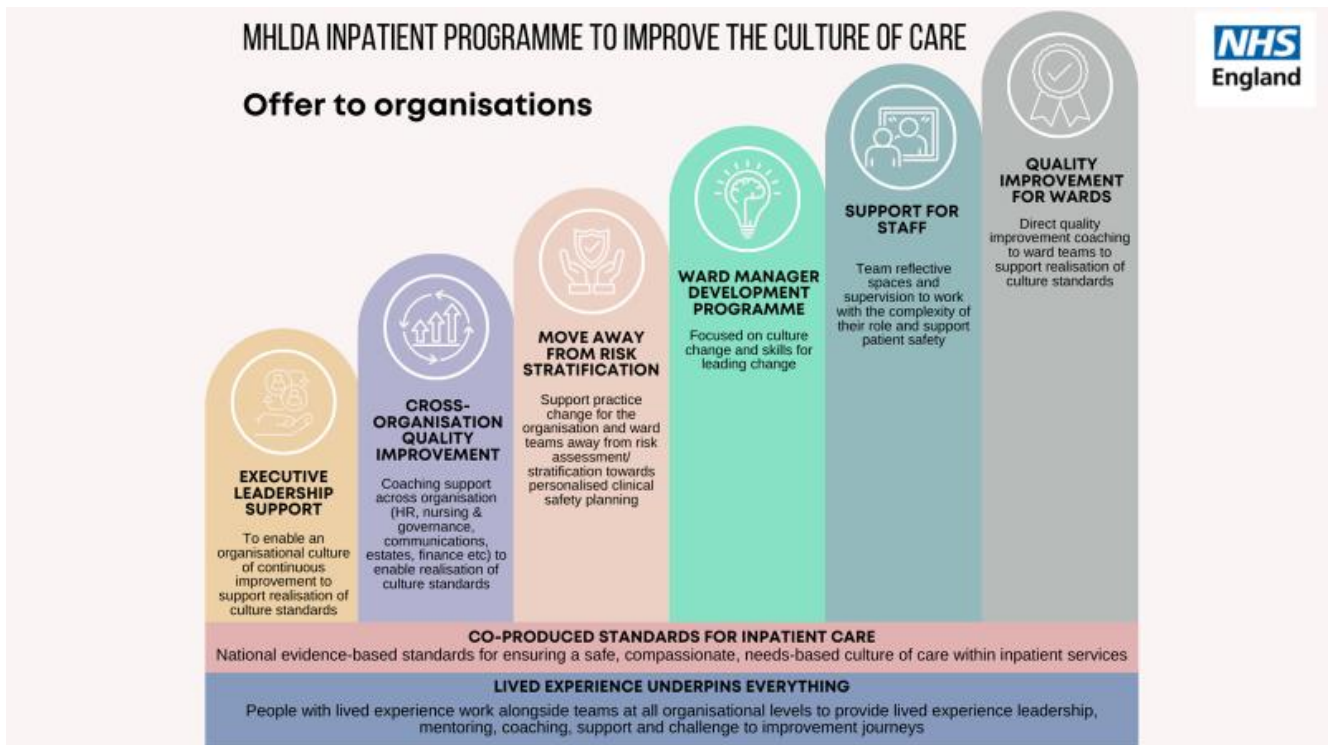 MHLDA INPATIENT PROGRAMME TO IMPROVE THE CULTURE OF CARE
NHS
England
Offer to organisations
EXECUTIVE
LEADERSHIP
SUPPORT
To enable an
organisational culture
of continuous
improvement to
support realisation of
culture standards
CROSS-
ORGANISATION
QUALITY
IMPROVEMENT
Coaching support
across organisation
(HR, nursing &
governance,
communications,
estates, finance etc) to
enable realisation of
culture standards
MOVE AWAY
FROM RISK
STRATIFICATION
Support practice
change for the
organisation and ward
teams away from risk
assessment/
stratification towards
personalised clinical
safety planning
WARD MANAGER
DEVELOPMENT
PROGRAMME
Focused on culture
change and skills for
leading change
SUPPORT FOR
STAFF
Team reflective
spaces and
supervision to work
with the complexity of
their role and support
patient safety
QUALITY
IMPROVEMENT
FOR WARDS
Direct quality
improvement coaching
to ward teams to
support realisation of
culture standards
CO-PRODUCED STANDARDS FOR INPATIENT CARE
National evidence-based standards for ensuring a safe, compassionate, needs-based culture of care within inpatient services
LIVED EXPERIENCE UNDERPINS EVERYTHING
People with lived experience work alongside teams at all organisational levels to provide lived experience leadership,
mentoring, coaching, support and challenge to improvement journeys